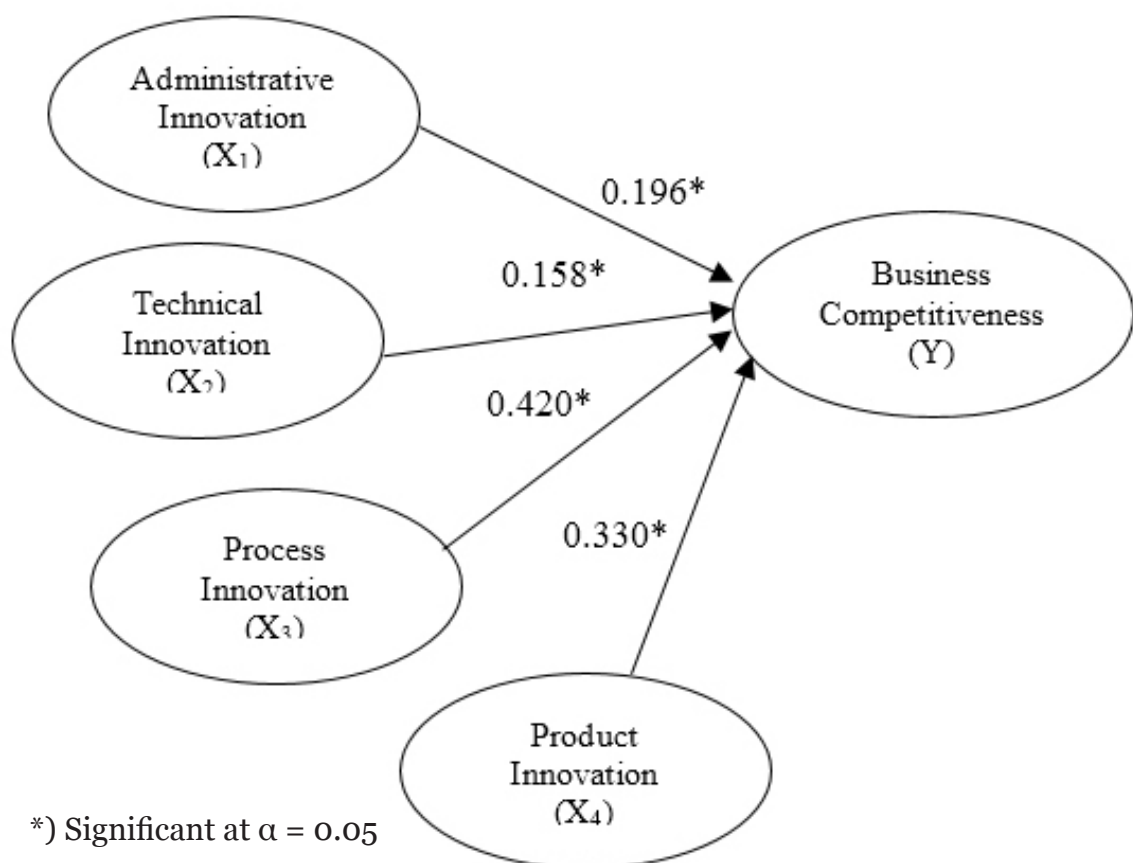 Administrative
Innovation
(X₁)
0.196*
Business
Competitiveness
(Y)
Technical
Innovation
(X₂)
0.158*
0.420*
Process
Innovation
(X₃)
0.330*
Product
Innovation
(X₄)
*) Significant at α = 0.05